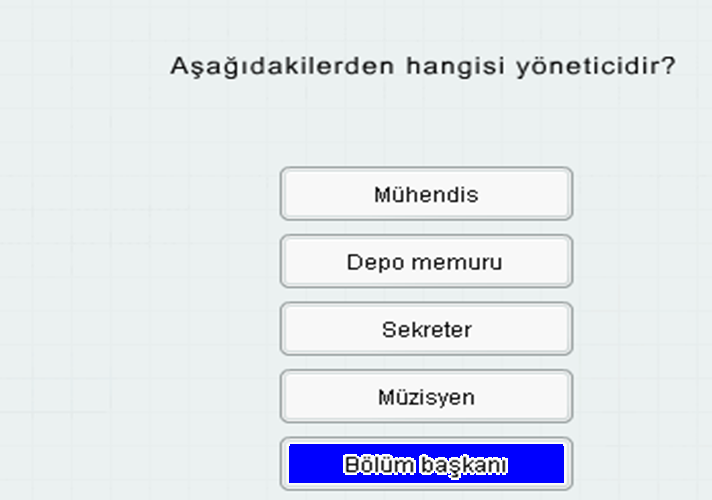 Aşağıdakilerden hangisi yöneticidir?
Mühendis
Depo memuru
Sekreter
Müzisyen
Bölüm başkanı